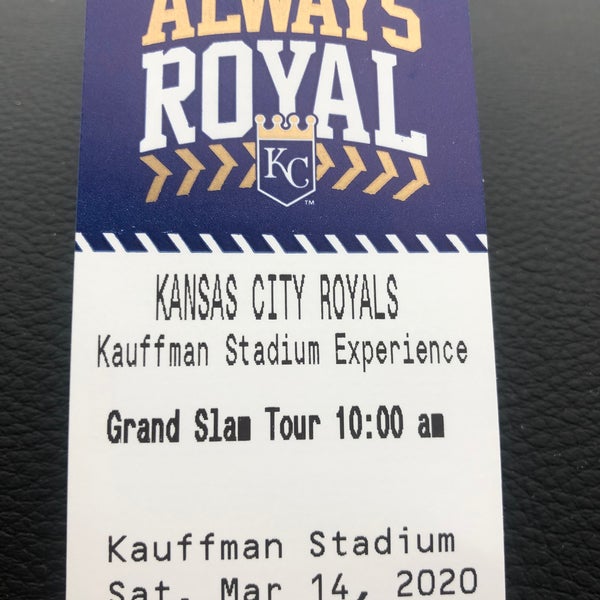 ALWAYS
ROYAL
KC
TM
KANSAS CITY ROYALS
Kauffman Stadium Experience
Grand Slam Tour 10:00 am
Kauffman Stadium
Sat. Mar 14, 2020